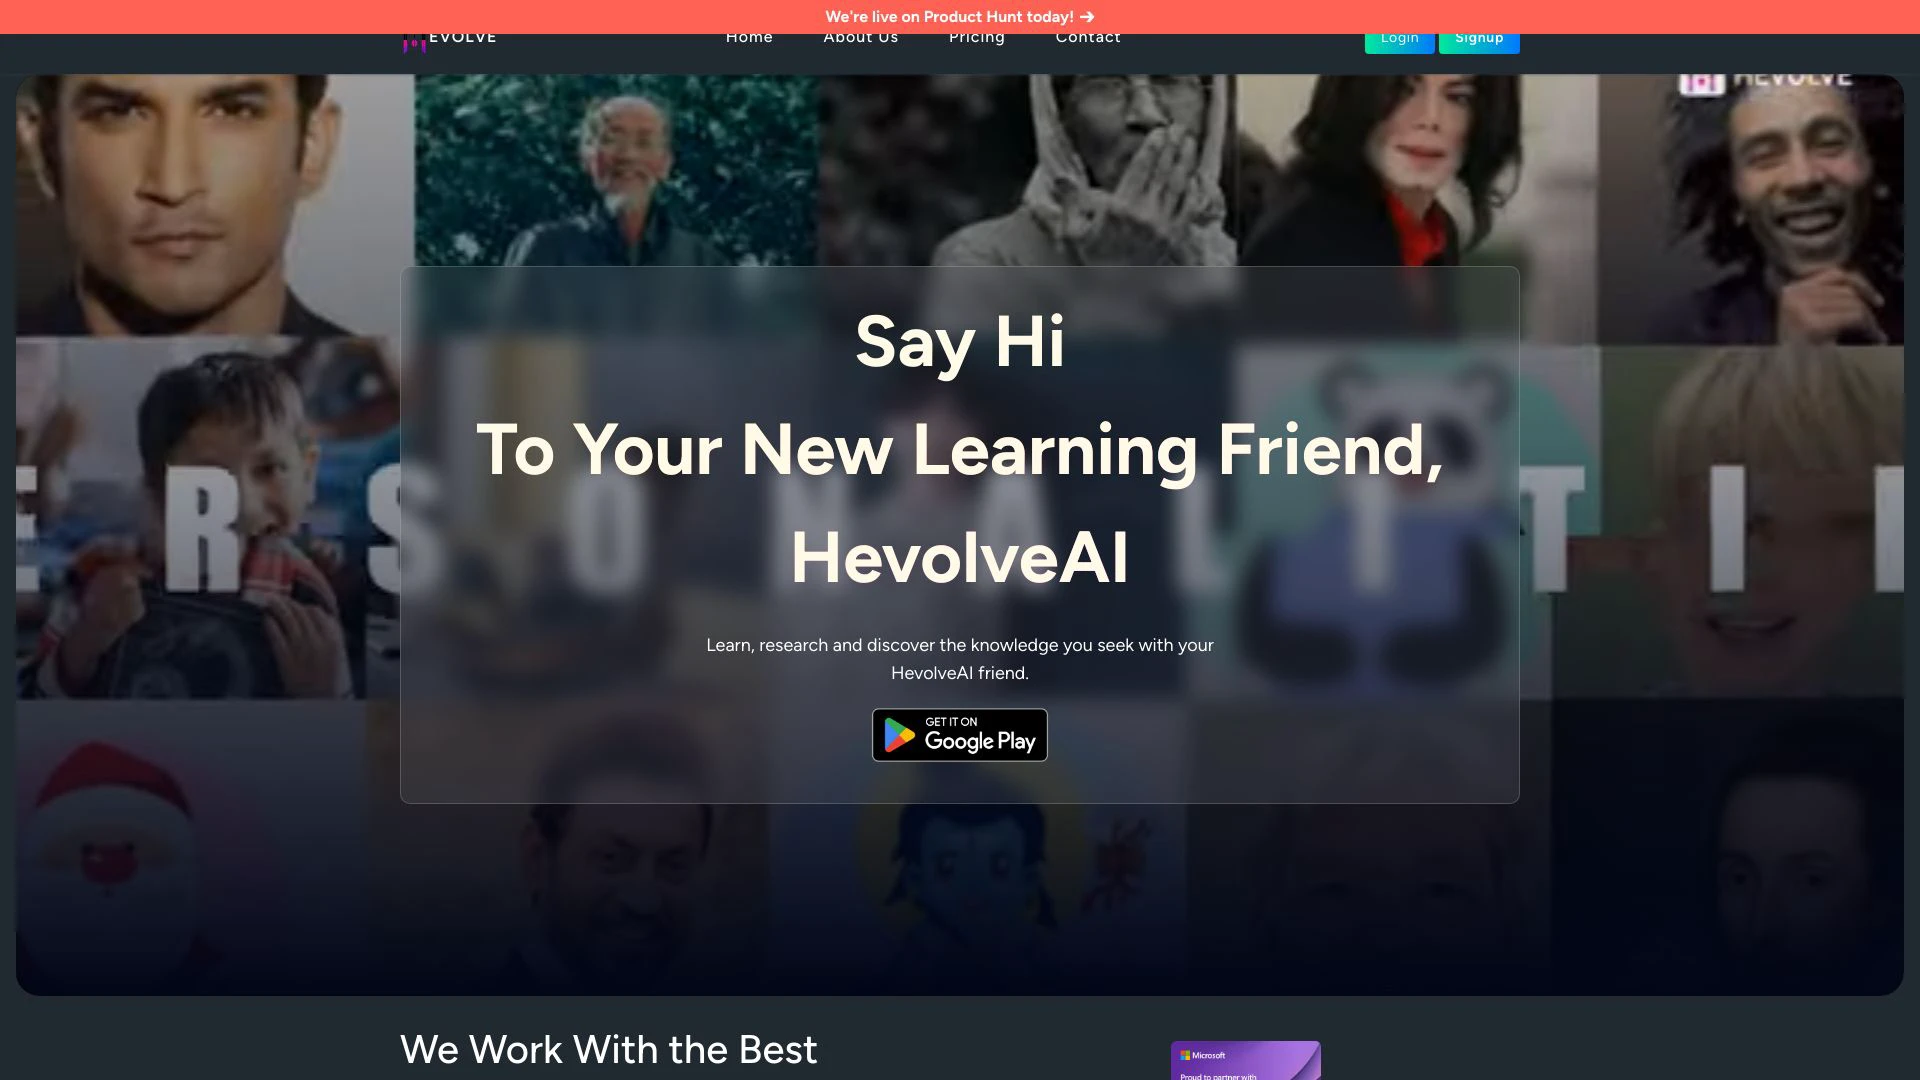 We're live on Product Hunt today! →
EVOLVE
Home
About Us
Pricing
Contact
Login
Signup
HEVOLVE
Say Hi
To Your New Learning Friend,
HevolveAI
E R S O N A L I T I
Learn, research and discover the knowledge you seek with your
HevolveAI friend.
GET IT ON
Google Play
We Work With the Best
Microsoft
Proud to partner with